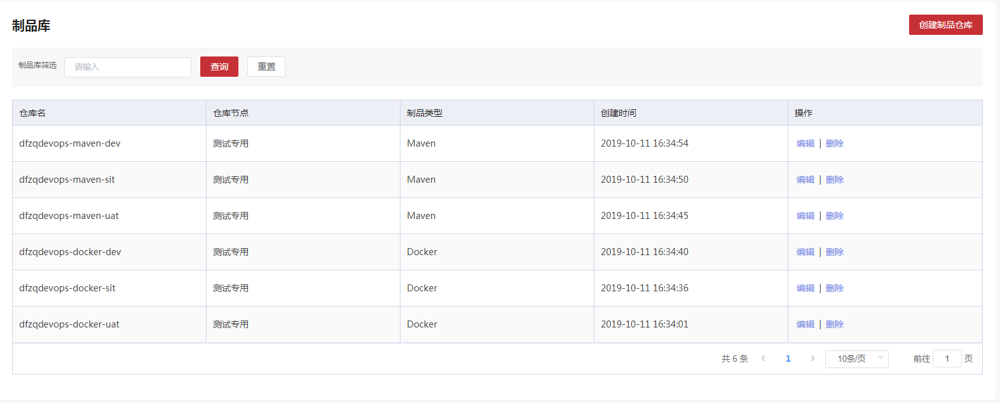 制品库
创建制品仓库
制品库筛选 请输入 查询 重置
仓库名 仓库节点 制品类型 创建时间 操作
dfzqdevops-maven-dev 测试专用 Maven 2019-10-11 16:34:54 编辑 | 删除
dfzqdevops-maven-sit 测试专用 Maven 2019-10-11 16:34:50 编辑 | 删除
dfzqdevops-maven-uat 测试专用 Maven 2019-10-11 16:34:45 编辑 | 删除
dfzqdevops-docker-dev 测试专用 Docker 2019-10-11 16:34:40 编辑 | 删除
dfzqdevops-docker-sit 测试专用 Docker 2019-10-11 16:34:36 编辑 | 删除
dfzqdevops-docker-uat 测试专用 Docker 2019-10-11 16:34:01 编辑 | 删除
共 6 条 1 10条/页 前往 1 页